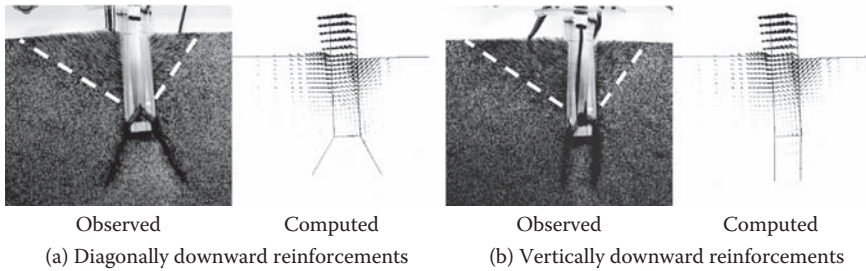 Observed Computed Observed Computed
(a) Diagonally downward reinforcements (b) Vertically downward reinforcements